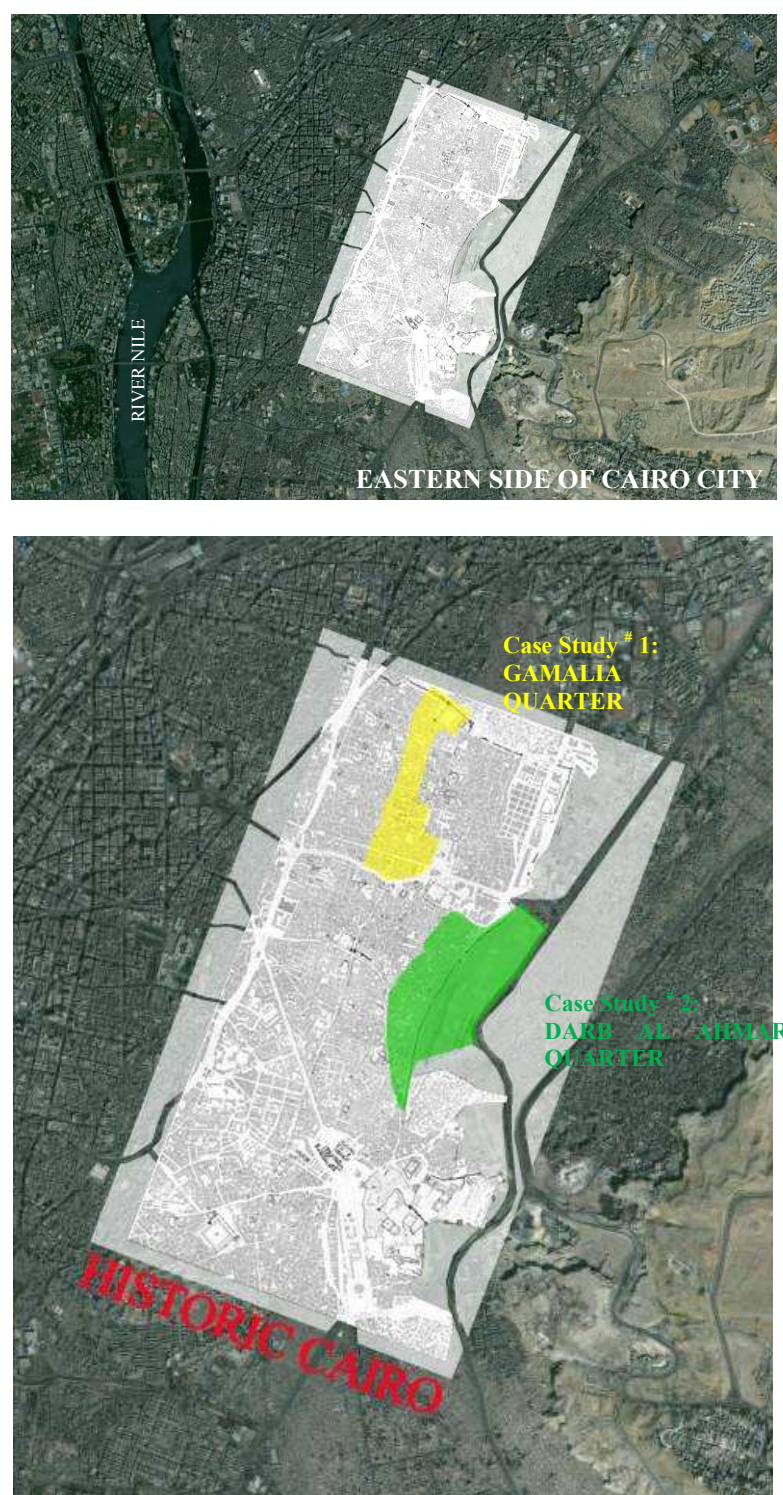 RIVER NILE
EASTERN SIDE OF CAIRO CITY
Case Study # 1:
GAMALIA
QUARTER
Case Study # 2:
DARB AL AHMAR
QUARTER
HISTORIC CAIRO